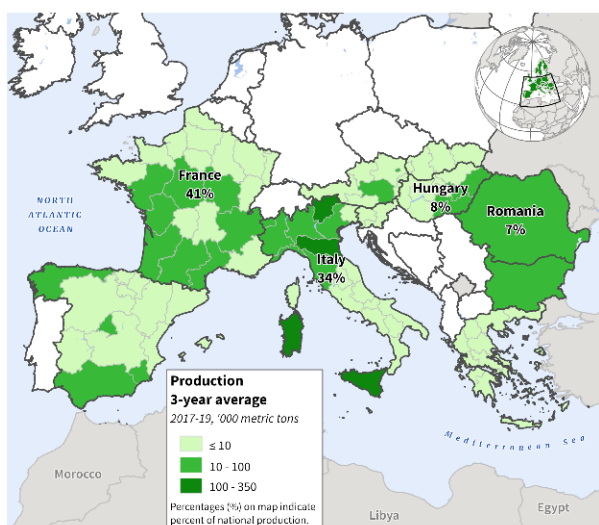 France
41%
Hungary
8%
Romania
7%
NORTH
ATLANTIC
OCEAN
Italy
34%
Production
3-year average
2017-19, '000 metric tons
≤ 10
10 - 100
100 - 350
Percentages (%) on map indicate
percent of national production.
Mediterranean Sea
Morocco
Libya
Egypt